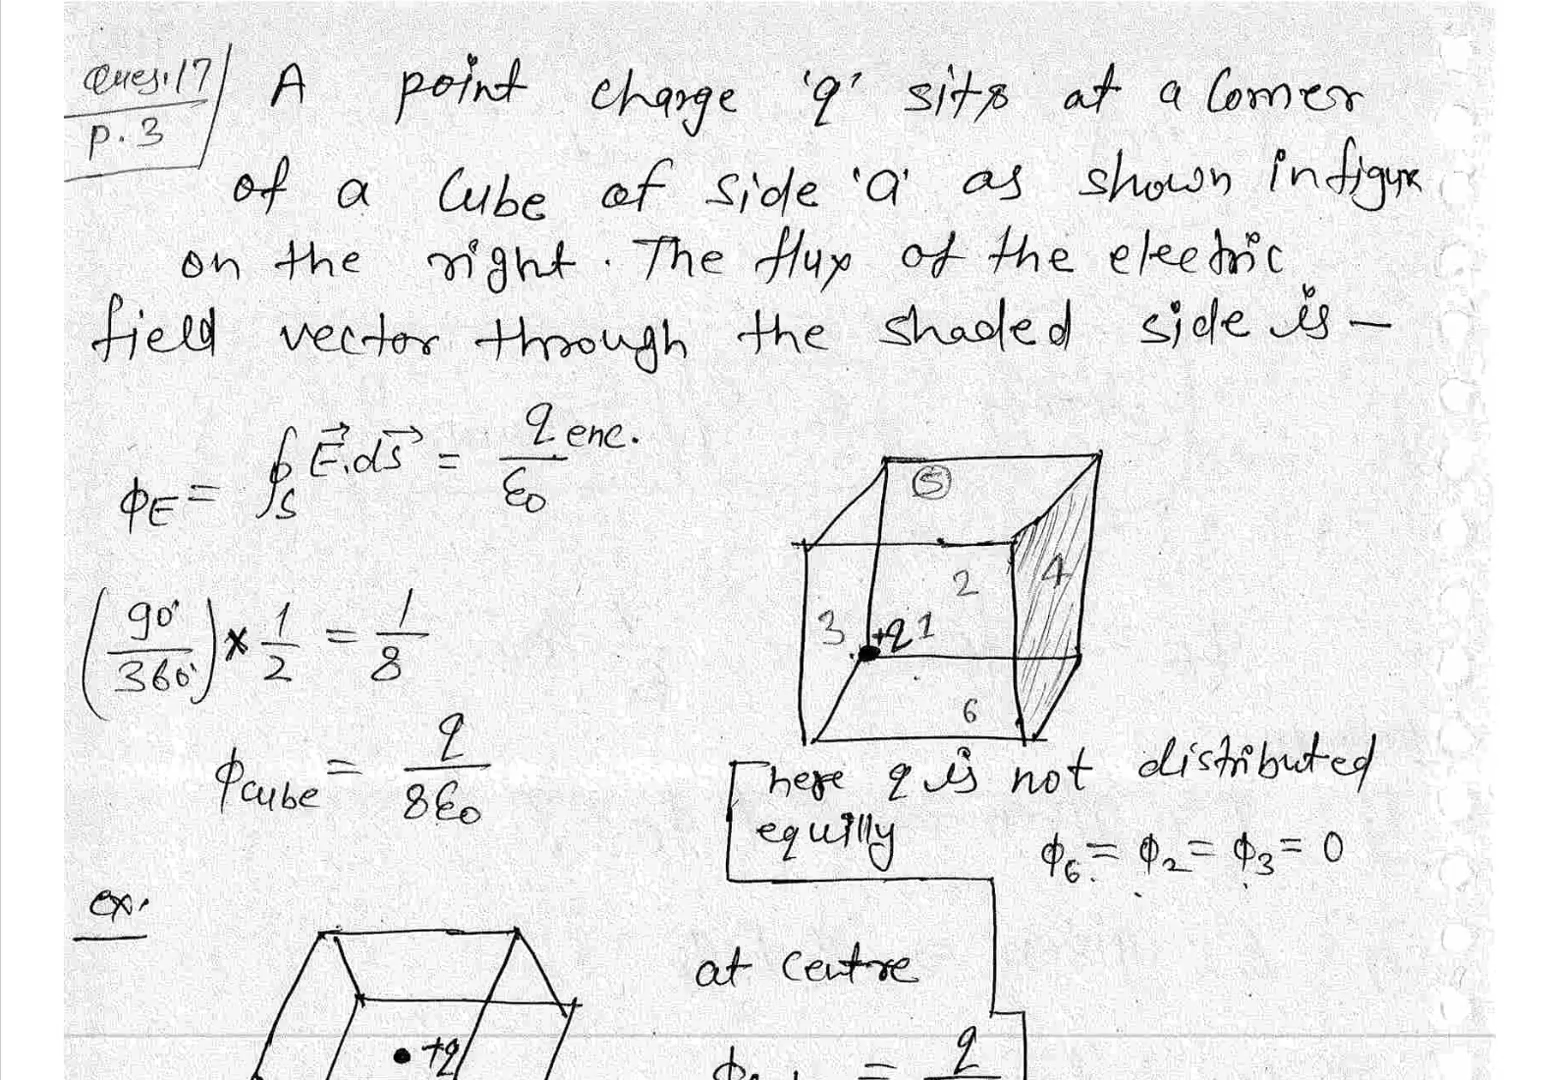 Ques.17
P. 3
A point charge 'q' sits at a Corner
of a Cube of side 'a' as shown in figure
on the right. The flux of the electric
field vector through the shaded side is —
ϕE = ∮S E⃗.ds⃗ = q enc. / ε0
(90° / 360°) × 1/2 = 1/8
ϕcube = q / 8ε0
5
2
4
3
+q 1
6
here q is not distributed
equilly
ϕ6 = ϕ2 = ϕ3 = 0
ex.
at centre
+q
= q